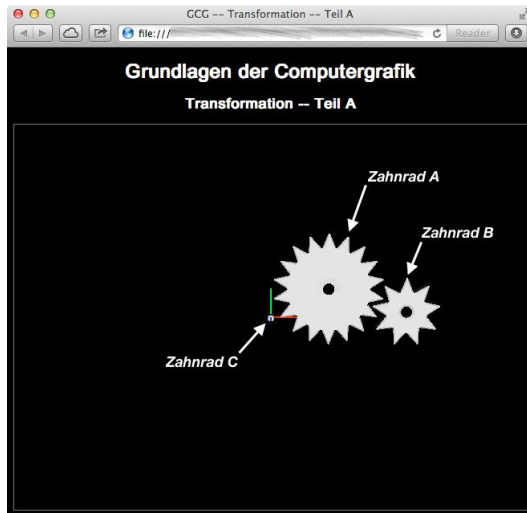 GCG -- Transformation -- Teil A
file:///
Reader
Grundlagen der Computergrafik
Transformation -- Teil A
Zahnrad A
Zahnrad B
Zahnrad C